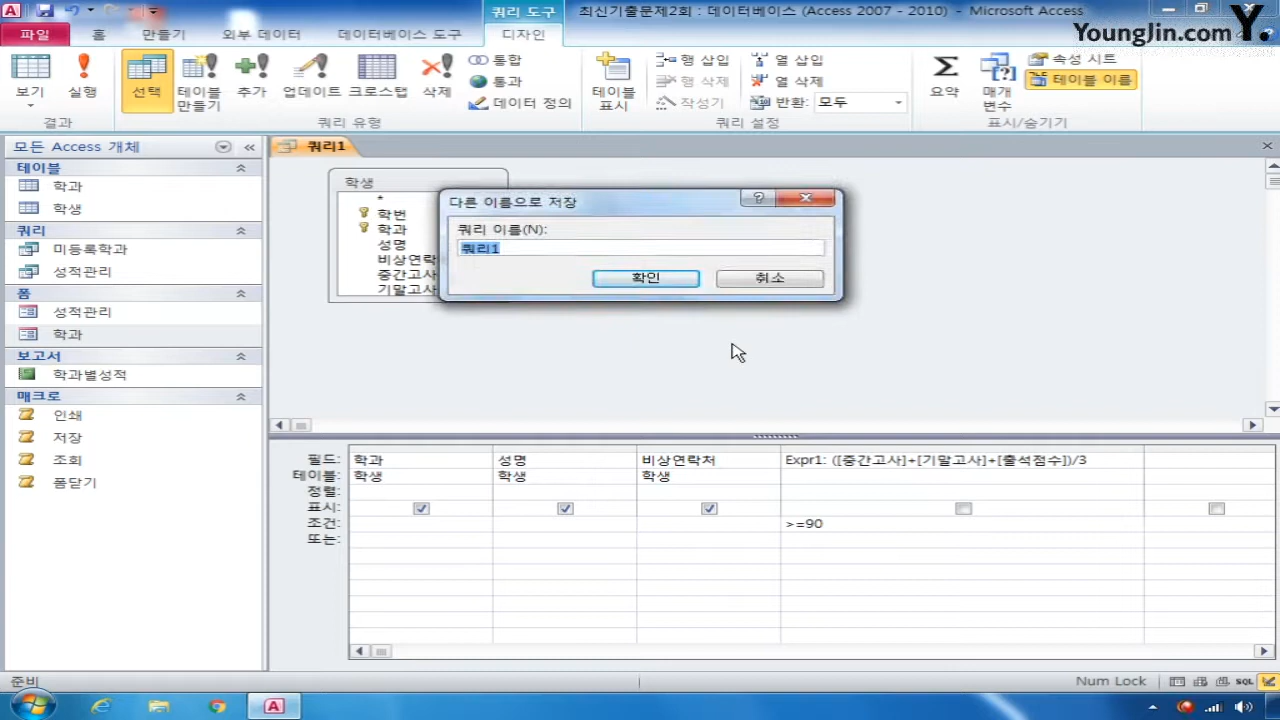 쿼리 도구
최신기출문제2회 : 데이터베이스 (Access 2007 - 2010) - Microsoft Access
YoungJin.com Y.
파일 홈 만들기 외부 데이터 데이터베이스 도구 디자인
보기 실행 선택 테이블 만들기 추가 업데이트 크로스탭 삭제
통합
통과
데이터 정의
테이블 표시
행 삽입
행 삭제
작성기
열 삽입
열 삭제
반환: 모두
요약
매개 변수
속성 시트
테이블 이름
결과 쿼리 유형 쿼리 설정 표시/숨기기
모든 Access 개체
테이블
학과
학생
쿼리
미등록학과
성적관리
폼
성적관리
학과
보고서
학과별성적
매크로
인쇄
저장
조회
폼닫기
쿼리1
학생
*
학번
학과
성명
비상연락
중간고사
기말고사
다른 이름으로 저장
쿼리 이름(N):
쿼리1
확인 취소
필드: 학과 성명 비상연락처 Expr1: ([중간고사]+[기말고사]+[출석점수])/3
테이블: 학생 학생 학생
정렬:
표시:
조건: >=90
또는:
준비 Num Lock SQL